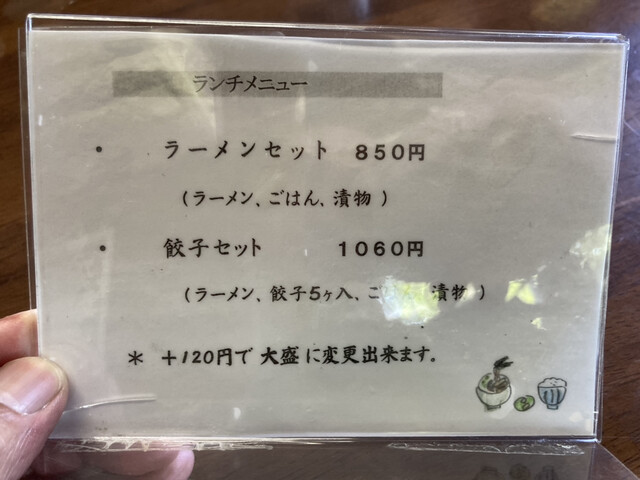 ランチメニュー
・ ラーメンセット 850円
(ラーメン、ごはん、漬物 )
・ 餃子セット 1060円
(ラーメン、餃子5ヶ入、ご 漬物 )
* +120円で 大盛 に変更出来ます。